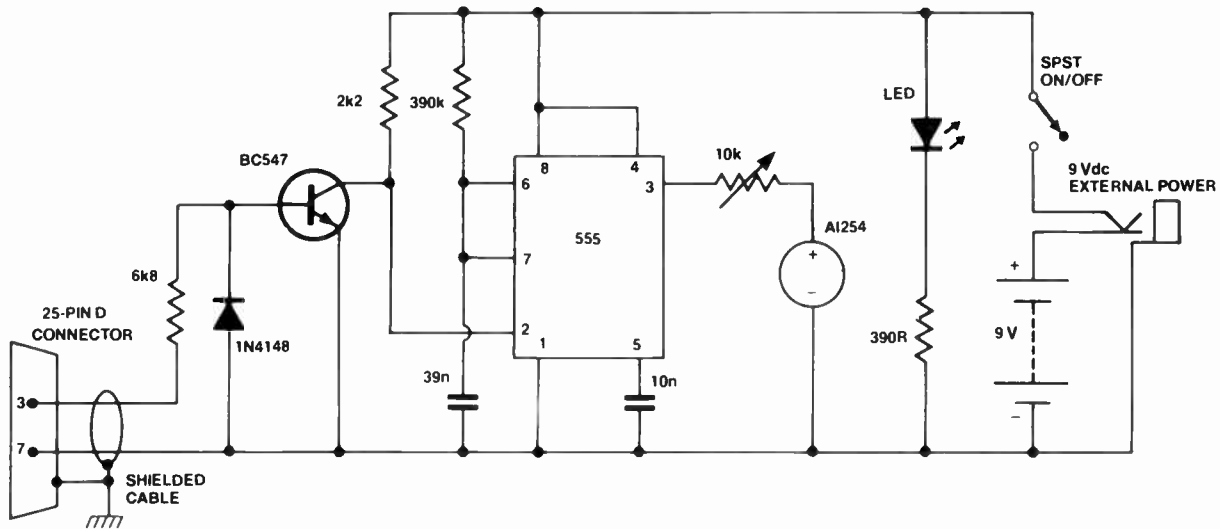 SPST
ON/OFF
LED
2k2
390k
BC547
10k
9 Vdc
EXTERNAL POWER
8
4
6
3
555
AI254
7
+
-
6k8
25-PIN D
CONNECTOR
1N4148
2
1
5
390R
+
9 V
-
39n
10n
3
7
SHIELDED
CABLE